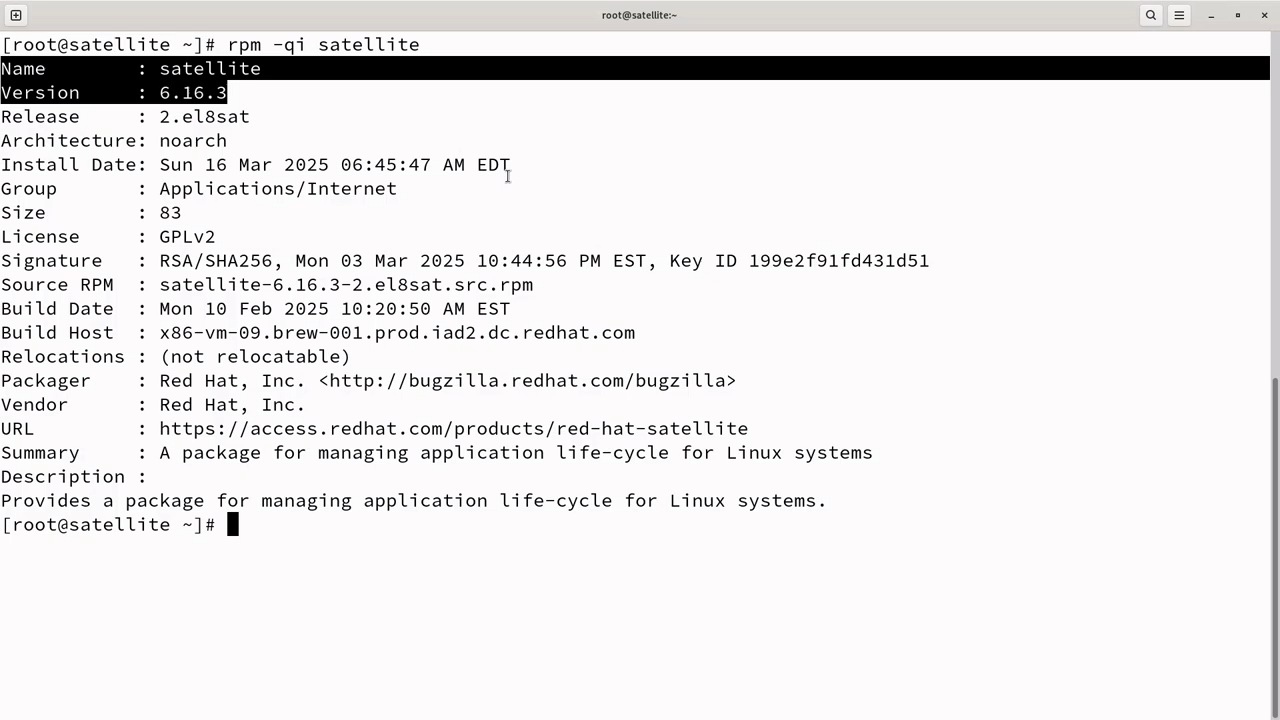 root@satellite:~
[root@satellite ~]# rpm -qi satellite
Name        : satellite
Version     : 6.16.3
Release     : 2.el8sat
Architecture: noarch
Install Date: Sun 16 Mar 2025 06:45:47 AM EDT
Group       : Applications/Internet
Size        : 83
License     : GPLv2
Signature   : RSA/SHA256, Mon 03 Mar 2025 10:44:56 PM EST, Key ID 199e2f91fd431d51
Source RPM  : satellite-6.16.3-2.el8sat.src.rpm
Build Date  : Mon 10 Feb 2025 10:20:50 AM EST
Build Host  : x86-vm-09.brew-001.prod.iad2.dc.redhat.com
Relocations : (not relocatable)
Packager    : Red Hat, Inc. <http://bugzilla.redhat.com/bugzilla>
Vendor      : Red Hat, Inc.
URL         : https://access.redhat.com/products/red-hat-satellite
Summary     : A package for managing application life-cycle for Linux systems
Description :
Provides a package for managing application life-cycle for Linux systems.
[root@satellite ~]#